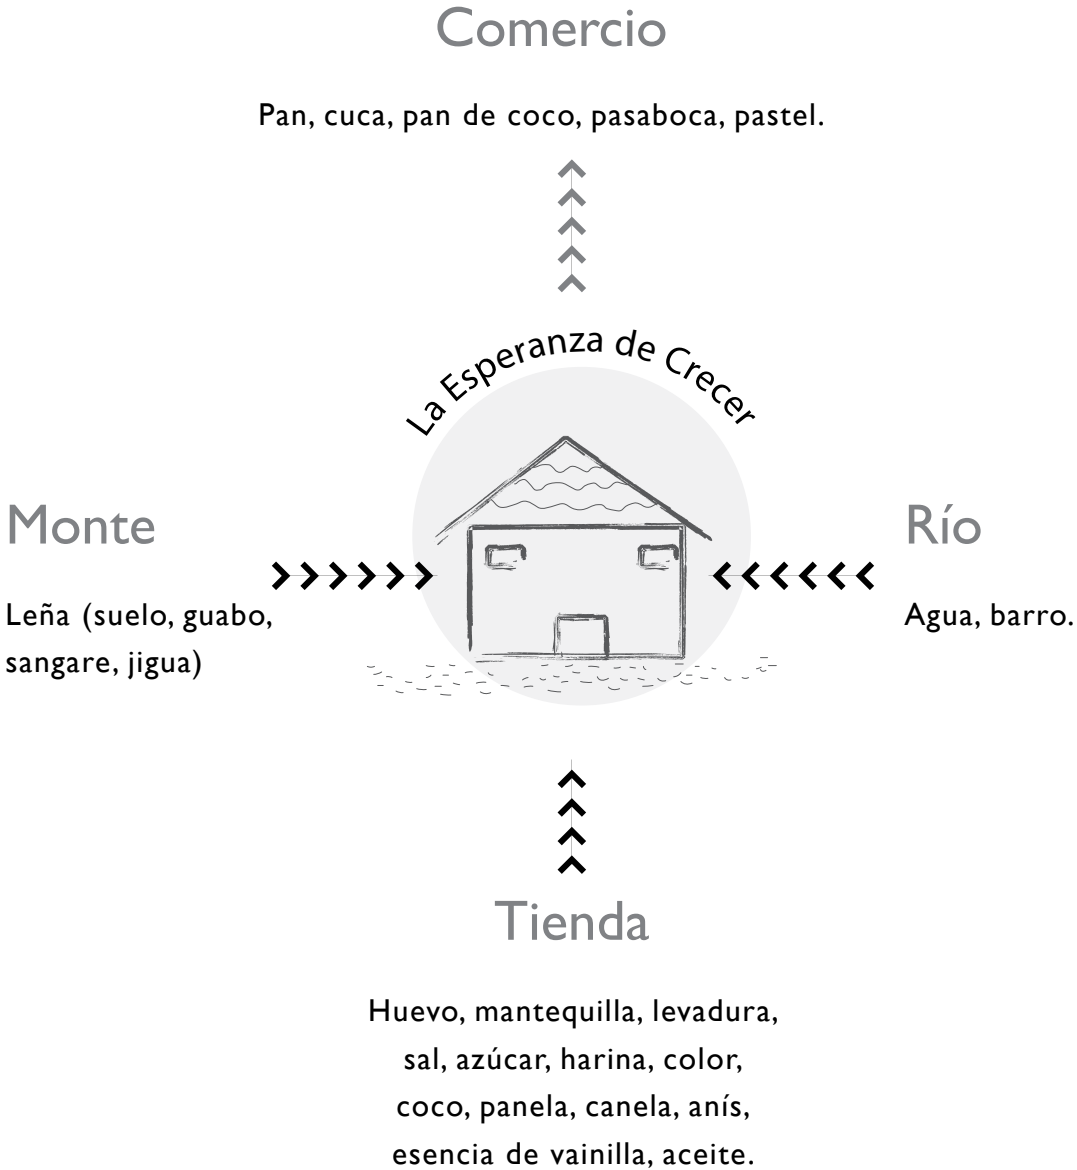 Comercio
Pan, cuca, pan de coco, pasaboca, pastel.
La Esperanza de Crecer
Monte
Leña (suelo, guabo,
sangare, jigua)
Río
Agua, barro.
Tienda
Huevo, mantequilla, levadura,
sal, azúcar, harina, color,
coco, panela, canela, anís,
esencia de vainilla, aceite.